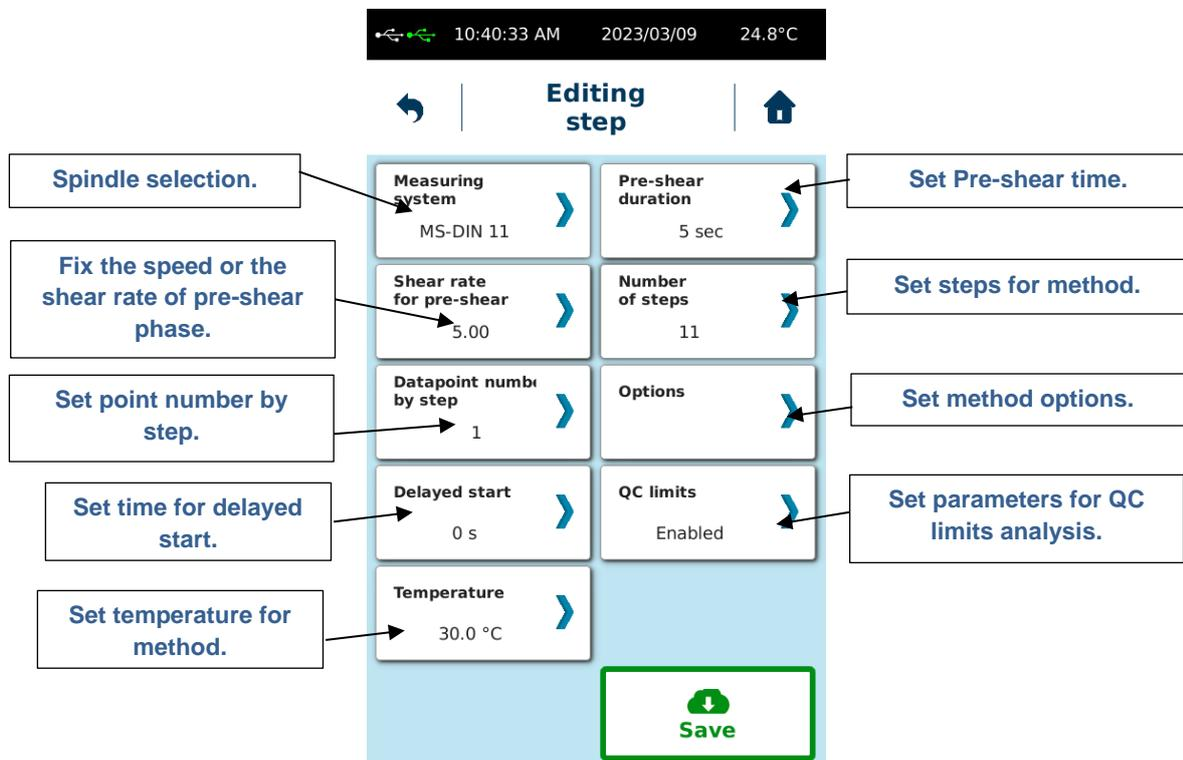 10:40:33 AM 2023/03/09 24.8°C
Editing
step
Spindle selection.
Measuring
system
MS-DIN 11
Pre-shear
duration
5 sec
Set Pre-shear time.
Fix the speed or the
shear rate of pre-shear
phase.
Shear rate
for pre-shear
5.00
Number
of steps
11
Set steps for method.
Set point number by
step.
Datapoint numbe
by step
1
Options
Set method options.
Set time for delayed
start.
Delayed start
0 s
QC limits
Enabled
Set parameters for QC
limits analysis.
Set temperature for
method.
Temperature
30.0 °C
Save